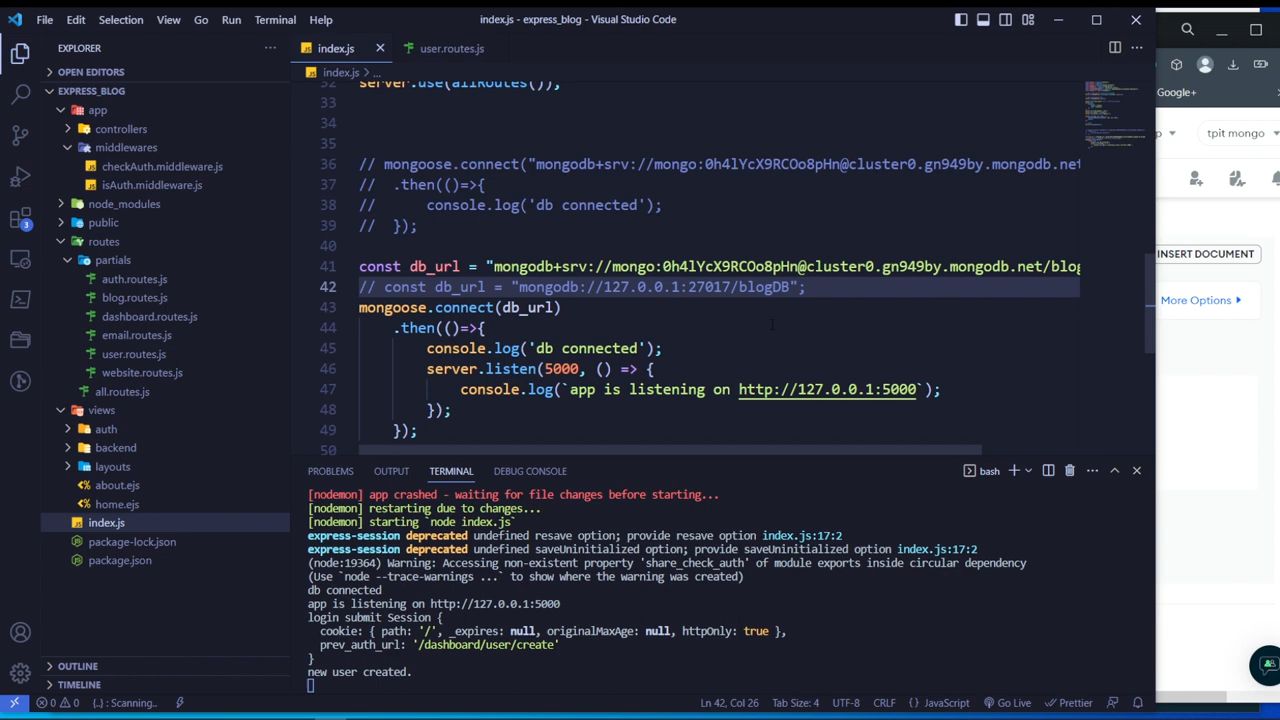 File Edit Selection View Go Run Terminal Help
index.js - express_blog - Visual Studio Code
EXPLORER
OPEN EDITORS
EXPRESS_BLOG
app
controllers
middlewares
checkAuth.middleware.js
isAuth.middleware.js
node_modules
public
routes
partials
auth.routes.js
blog.routes.js
dashboard.routes.js
email.routes.js
user.routes.js
website.routes.js
all.routes.js
views
auth
backend
layouts
about.ejs
home.ejs
index.js
package-lock.json
package.json
OUTLINE
TIMELINE
3
index.js user.routes.js
index.js > ...
32 server.use(allRoutes());
33
34
35
36 // mongoose.connect("mongodb+srv://mongo:0h4lYcX9RCOo8pHn@cluster0.gn949by.mongodb.net
37 // .then(()=>{
38 // console.log('db connected');
39 // });
40
41 const db_url = "mongodb+srv://mongo:0h4lYcX9RCOo8pHn@cluster0.gn949by.mongodb.net/blog
42 // const db_url = "mongodb://127.0.0.1:27017/blogDB";
43 mongoose.connect(db_url)
44 .then(()=>{
45 console.log('db connected');
46 server.listen(5000, () => {
47 console.log(`app is listening on http://127.0.0.1:5000`);
48 });
49 });
50
PROBLEMS OUTPUT TERMINAL DEBUG CONSOLE
bash
[nodemon] app crashed - waiting for file changes before starting...
[nodemon] restarting due to changes...
[nodemon] starting `node index.js`
express-session deprecated undefined resave option; provide resave option index.js:17:2
express-session deprecated undefined saveUninitialized option; provide saveUninitialized option index.js:17:2
(node:19364) Warning: Accessing non-existent property 'share_check_auth' of module exports inside circular dependency
(Use `node --trace-warnings ...` to show where the warning was created)
db connected
app is listening on http://127.0.0.1:5000
login submit Session {
cookie: { path: '/', _expires: null, originalMaxAge: null, httpOnly: true },
prev_auth_url: '/dashboard/user/create'
}
new user created.
0 0 {..} : Scanning.. Ln 42, Col 26 Tab Size: 4 UTF-8 CRLF {} JavaScript Go Live Prettier
Google+
tpit mongo
INSERT DOCUMENT
More Options